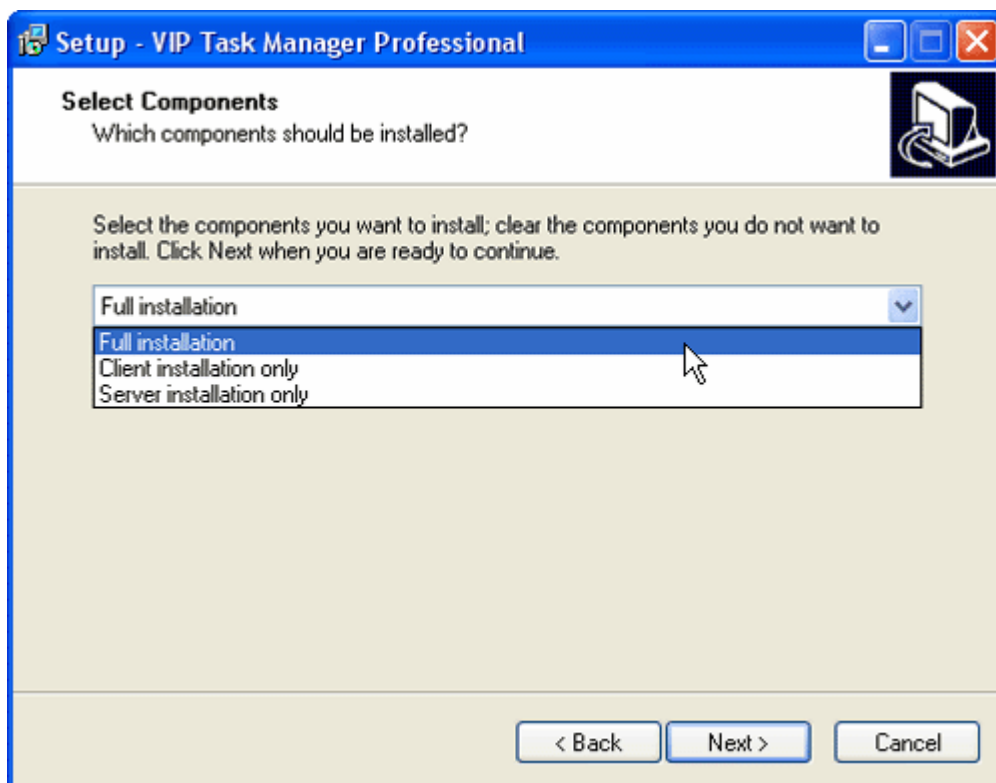 Setup - VIP Task Manager Professional
Select Components
Which components should be installed?
Select the components you want to install; clear the components you do not want to
install. Click Next when you are ready to continue.
Full installation
Full installation
Client installation only
Server installation only
< Back
Next >
Cancel